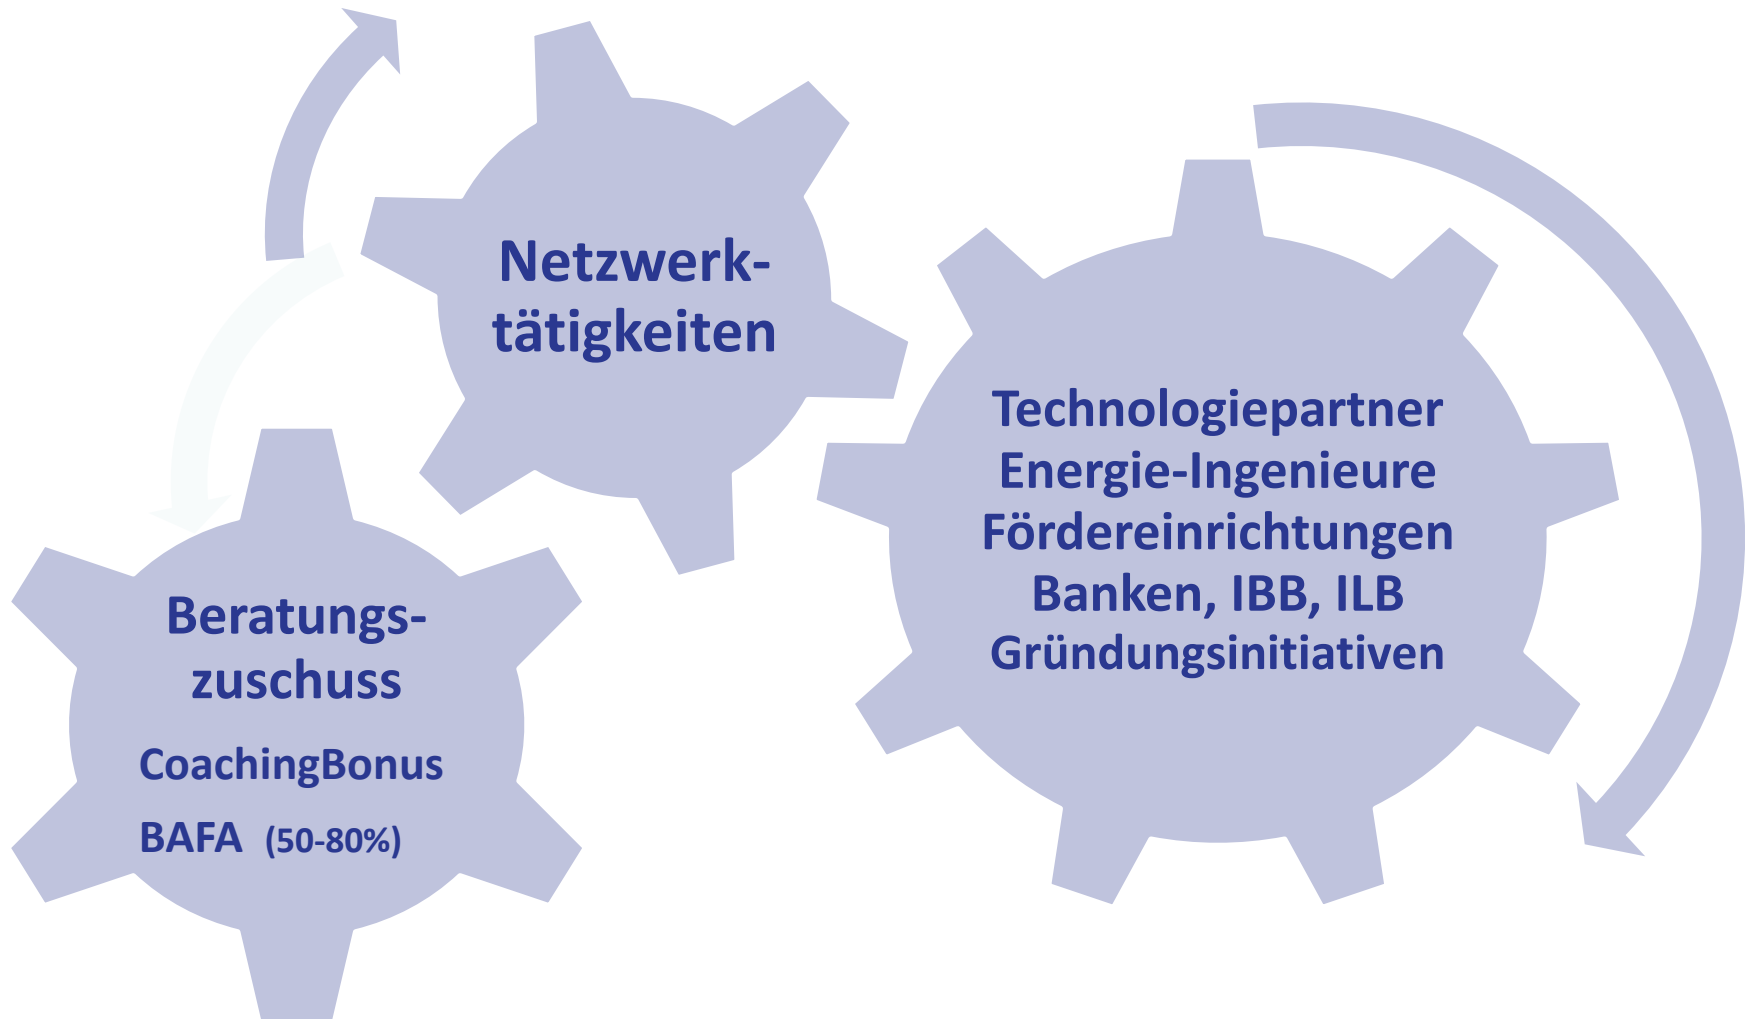 Netzwerk-
tätigkeiten
Technologiepartner
Energie-Ingenieure
Fördereinrichtungen
Banken, IBB, ILB
Gründungsinitiativen
Beratungs-
zuschuss
CoachingBonus
BAFA (50-80%)